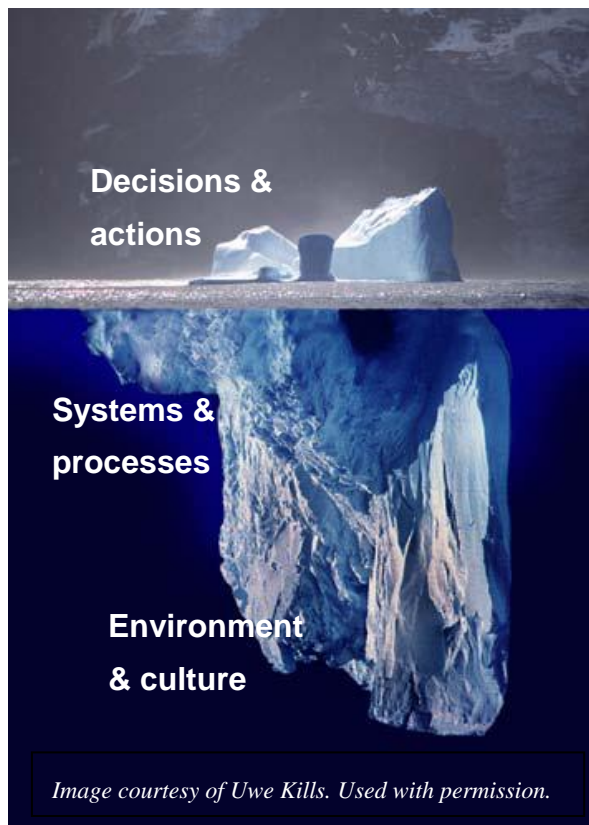 Decisions &
actions
Systems &
processes
Environment
& culture
Image courtesy of Uwe Kills. Used with permission.